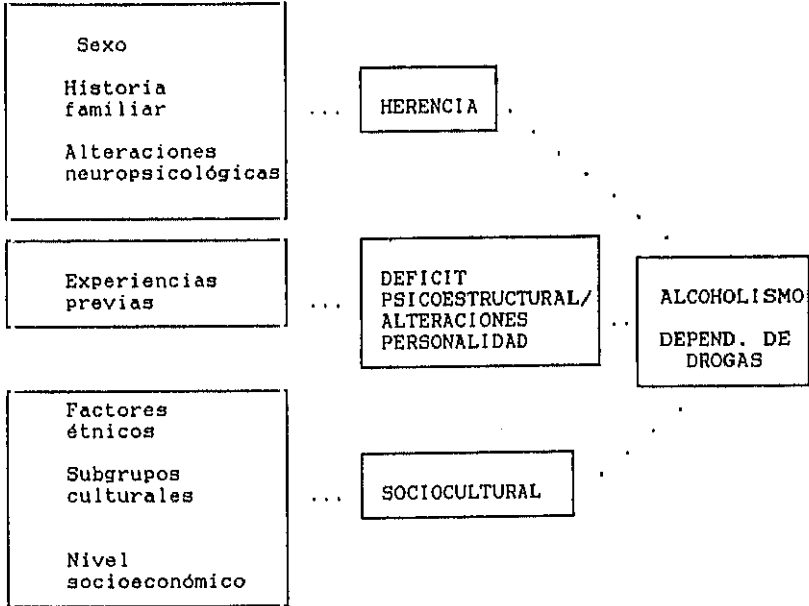 Sexo
Historia
familiar
Alteraciones
neuropsicológicas
... HERENCIA
Experiencias
previas
...
DEFICIT
PSICOESTRUCTURAL/
ALTERACIONES
PERSONALIDAD
..
ALCOHOLISMO
DEPEND. DE
DROGAS
Factores
étnicos
Subgrupos
culturales
Nivel
socioeconómico
... SOCIOCULTURAL